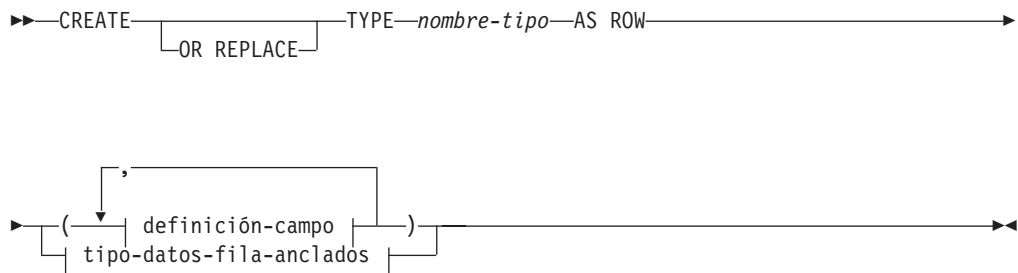 CREATE TYPE nombre-tipo AS ROW
OR REPLACE
,
( definición-campo )
tipo-datos-fila-anclados